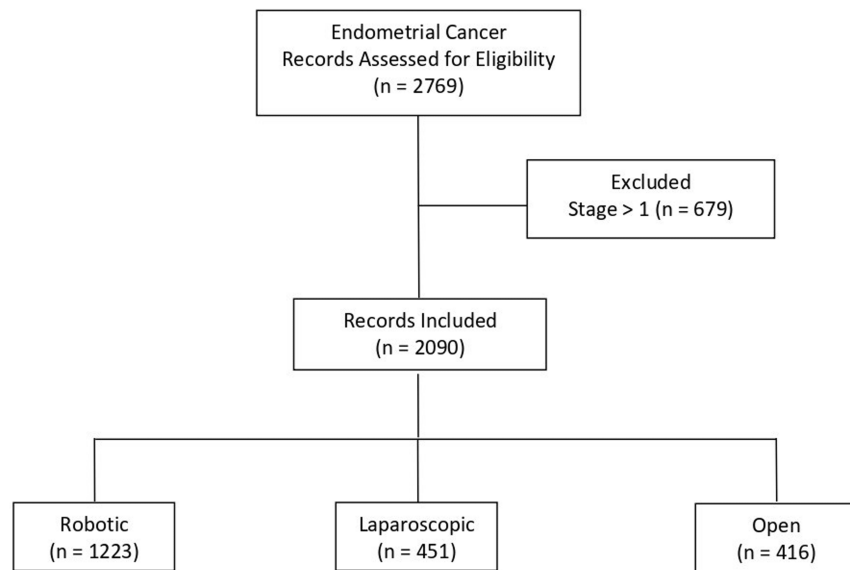 Endometrial Cancer
Records Assessed for Eligibility
(n = 2769)
Excluded
Stage > 1 (n = 679)
Records Included
(n = 2090)
Robotic
(n = 1223)
Laparoscopic
(n = 451)
Open
(n = 416)